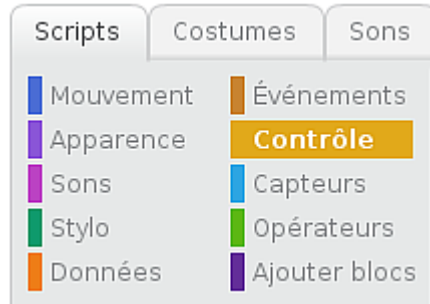 Scripts Costumes Sons
Mouvement Événements
Apparence Contrôle
Sons Capteurs
Stylo Opérateurs
Données Ajouter blocs